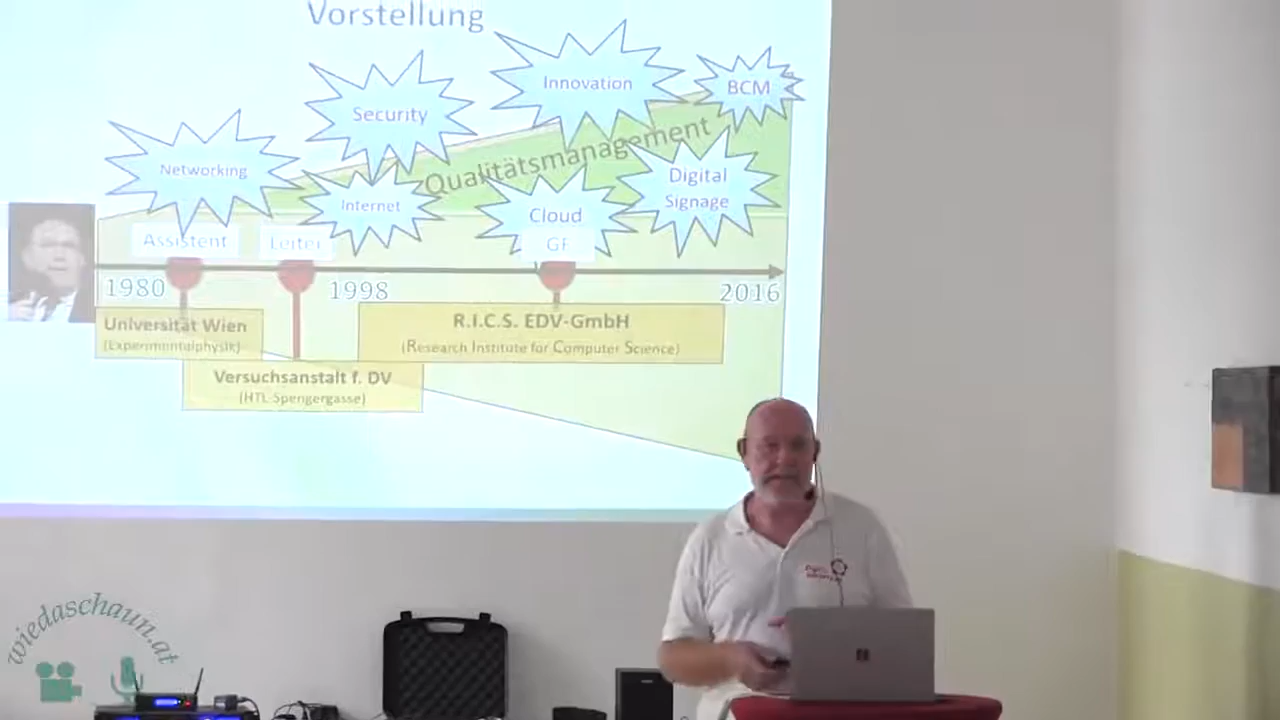 Vorstellung
Innovation
BCM
Security
Qualitätsmanagement
Networking
Digital
Signage
Internet
Cloud
GF
Assistent
Leiter
1980
1998
2016
Universität Wien
(Experimentalphysik)
R.I.C.S. EDV-GmbH
(Research Institute for Computer Science)
Versuchsanstalt f. DV
(HTL Spengergasse)
wiedaschaun.at